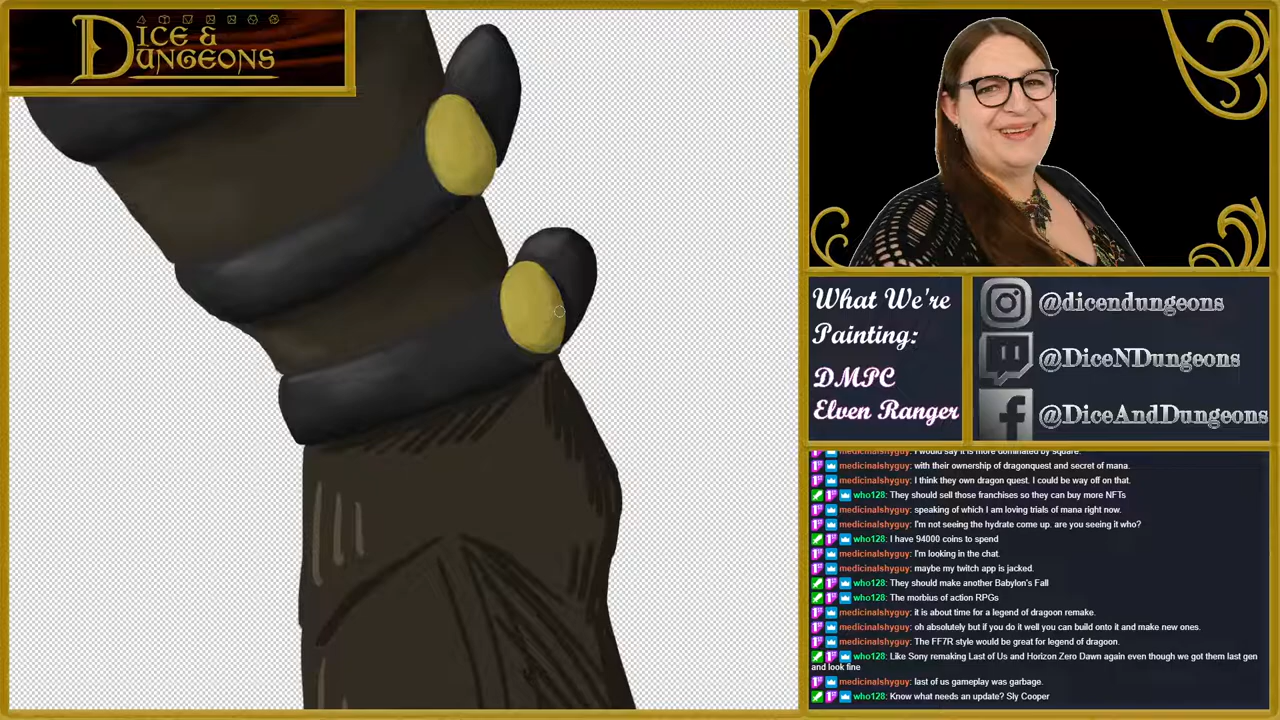 DICE &
DUNGEONS
What We're
Painting:
DMPC
Elven Ranger
@dicendungeons
@DiceNDungeons
@DiceAndDungeons
medicinalshyguy: I would say it is more dominated by square.
medicinalshyguy: with their ownership of dragonquest and secret of mana.
medicinalshyguy: I think they own dragon quest. I could be way off on that.
who128: They should sell those franchises so they can buy more NFTs
medicinalshyguy: speaking of which I am loving trials of mana right now.
medicinalshyguy: I'm not seeing the hydrate come up. are you seeing it who?
who128: I have 94000 coins to spend
medicinalshyguy: I'm looking in the chat.
medicinalshyguy: maybe my twitch app is jacked.
who128: They should make another Babylon's Fall
who128: The morbius of action RPGs
medicinalshyguy: it is about time for a legend of dragoon remake.
medicinalshyguy: oh absolutely but if you do it well you can build onto it and make new ones.
medicinalshyguy: The FF7R style would be great for legend of dragoon.
who128: Like Sony remaking Last of Us and Horizon Zero Dawn again even though we got them last gen
and look fine
medicinalshyguy: last of us gameplay was garbage.
who128: Know what needs an update? Sly Cooper